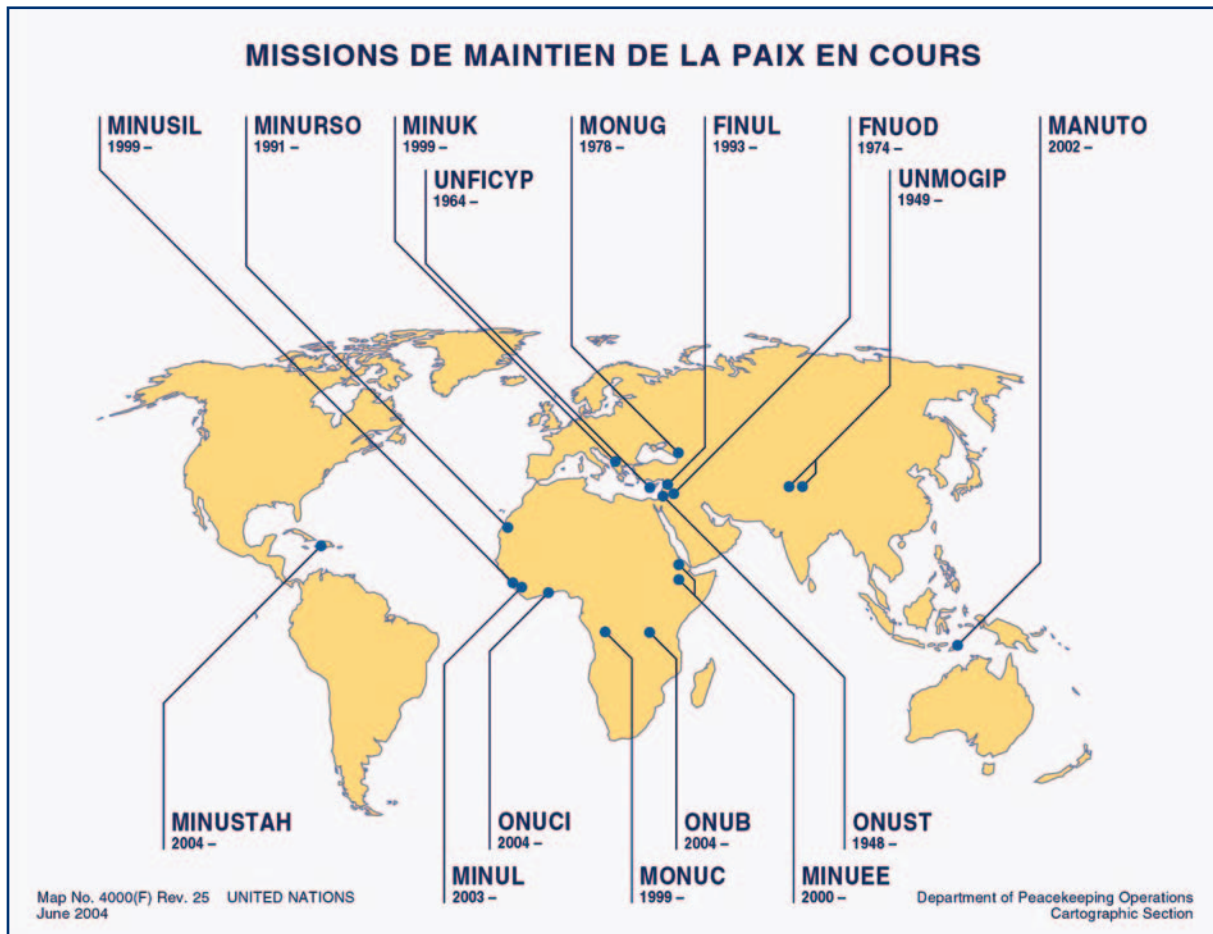 MISSIONS DE MAINTIEN DE LA PAIX EN COURS
MINUSIL
1999 –
MINURSO
1991 –
MINUK
1999 –
MONUG
1978 –
FINUL
1993 –
FNUOD
1974 –
MANUTO
2002 –
UNFICYP
1964 –
UNMOGIP
1949 –
MINUSTAH
2004 –
ONUCI
2004 –
ONUB
2004 –
ONUST
1948 –
MINUL
2003 –
MONUC
1999 –
MINUEE
2000 –
Map No. 4000(F) Rev. 25 UNITED NATIONS
June 2004
Department of Peacekeeping Operations
Cartographic Section